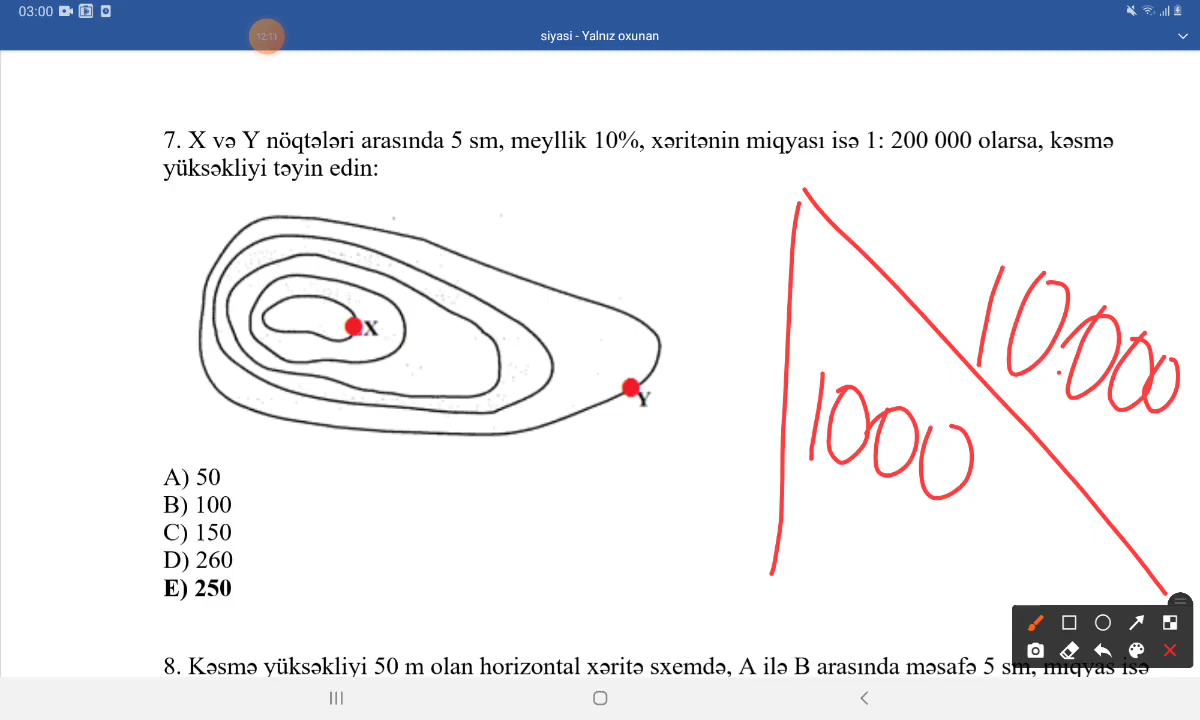 03:00
12:11
siyasi - Yalnız oxunan
7. X və Y nöqtələri arasında 5 sm, meyllik 10%, xəritənin miqyası isə 1: 200 000 olarsa, kəsmə
yüksəkliyi təyin edin:
X
Y
10.000
1000
A) 50
B) 100
C) 150
D) 260
E) 250
8. Kəsmə yüksəkliyi 50 m olan horizontal xəritə sxemdə, A ilə B arasında məsafə 5 sm, miqyas isə